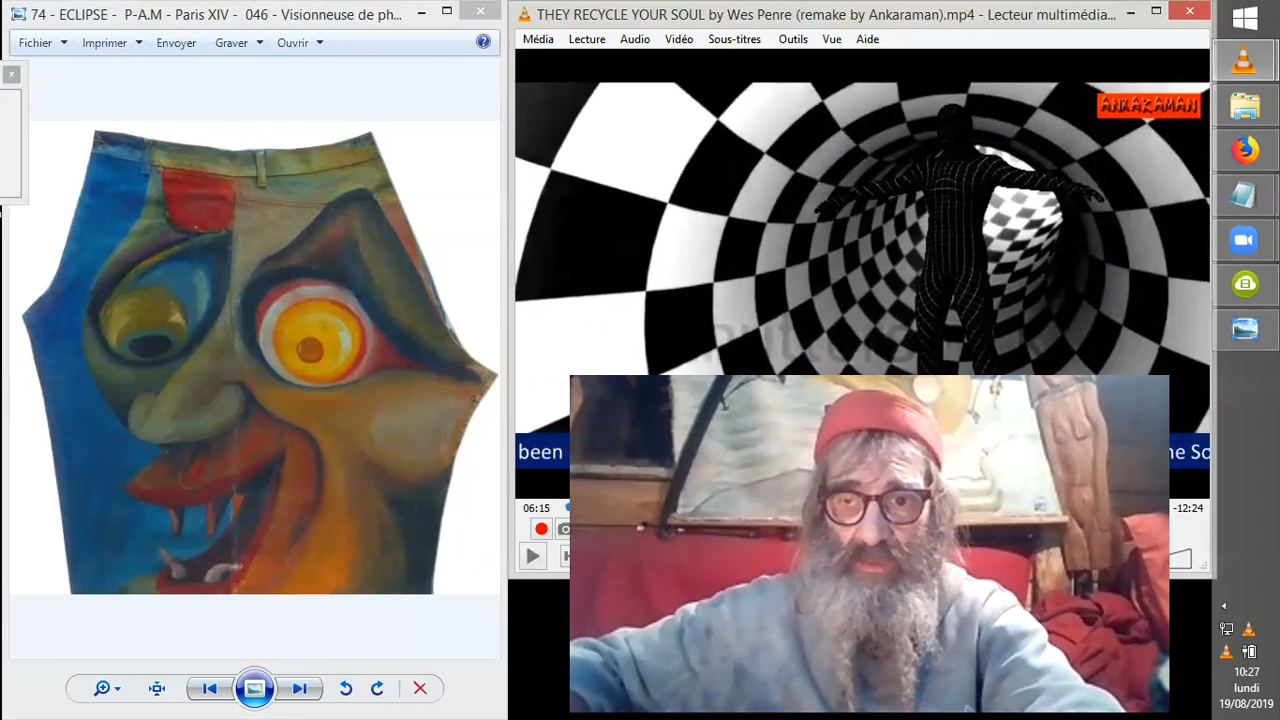 74 - ECLIPSE - P-A.M - Paris XIV - 046 - Visionneuse de ph...
Fichier Imprimer Envoyer Graver Ouvrir
THEY RECYCLE YOUR SOUL by Wes Penre (remake by Ankaraman).mp4 - Lecteur multimédia...
Média Lecture Audio Vidéo Sous-titres Outils Vue Aide
ANKARAMAN
been
he So
06:15
-12:24
10:27
lundi
19/08/2019